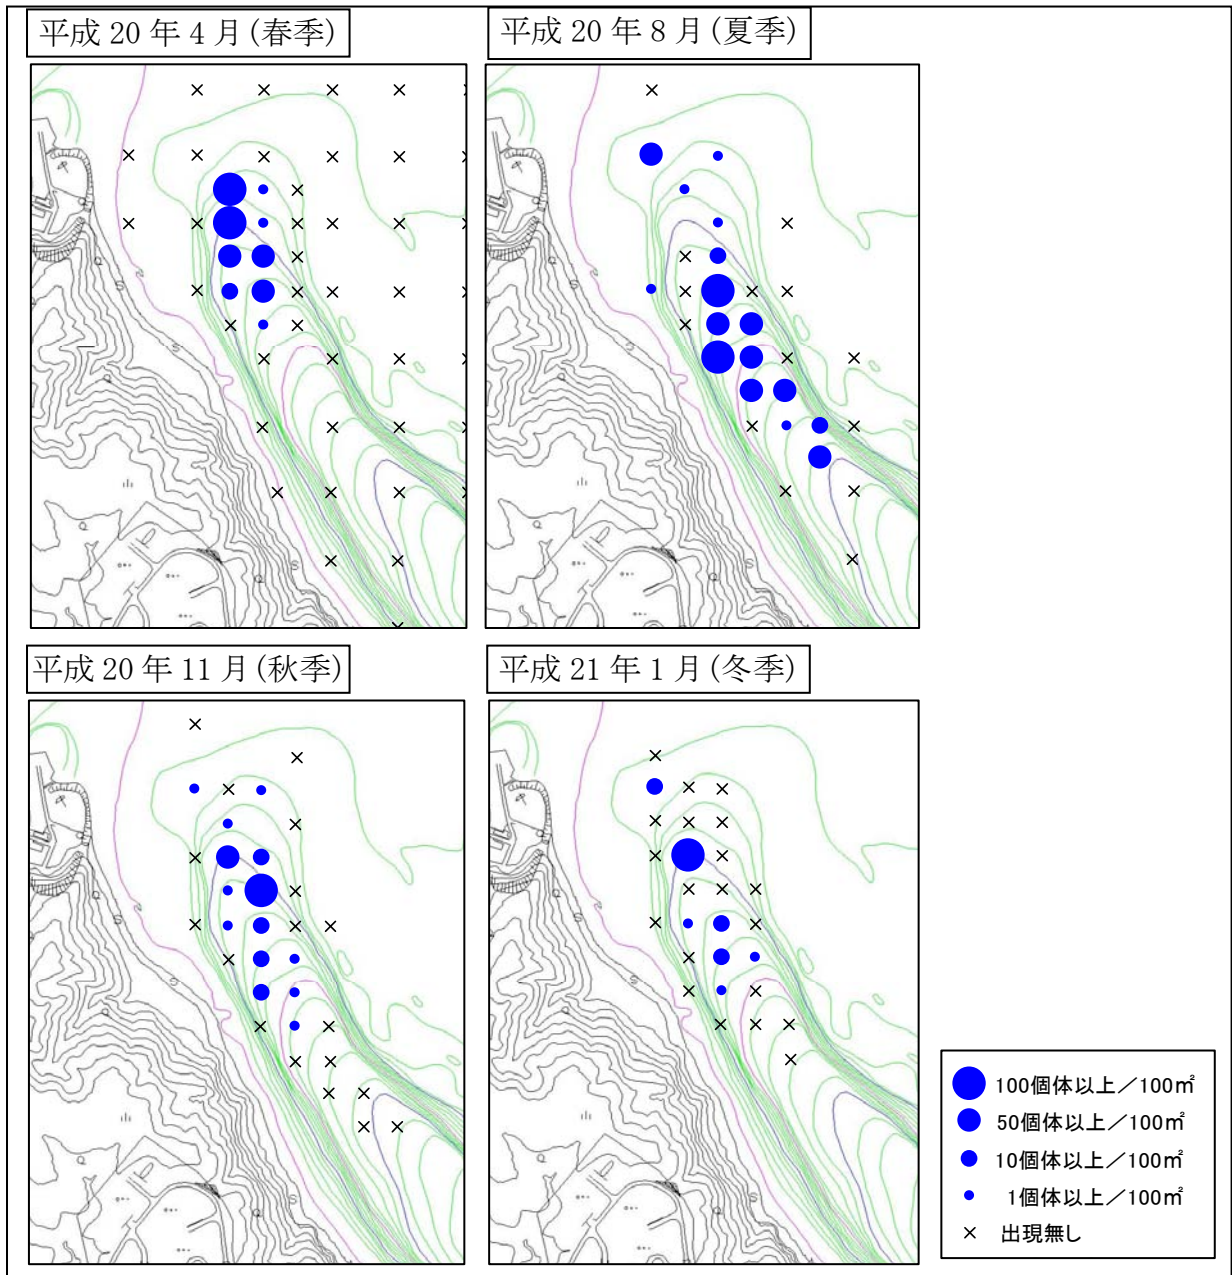 平成 20 年 4 月(春季)
平成 20 年 8 月(夏季)
平成 20 年 11 月(秋季)
平成 21 年 1 月(冬季)
100個体以上／100㎡
50個体以上／100㎡
10個体以上／100㎡
1個体以上／100㎡
× 出現無し